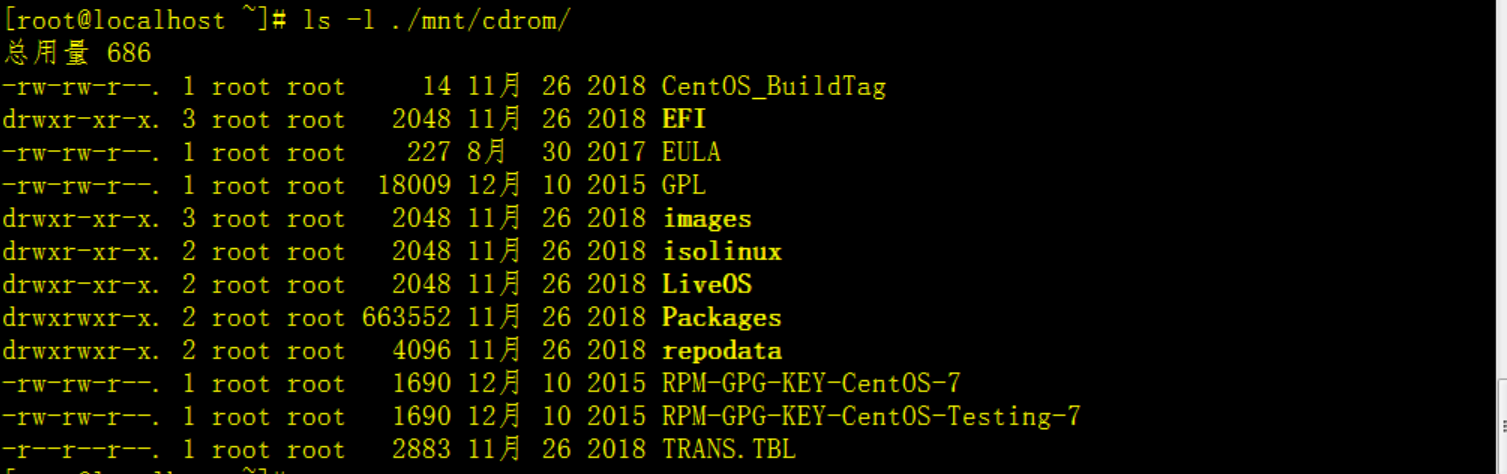 [root@localhost ~]# ls -l ./mnt/cdrom/
总用量 686
-rw-rw-r--. 1 root root     14 11月 26 2018 CentOS_BuildTag
drwxr-xr-x. 3 root root   2048 11月 26 2018 EFI
-rw-rw-r--. 1 root root    227 8月  30 2017 EULA
-rw-rw-r--. 1 root root  18009 12月 10 2015 GPL
drwxr-xr-x. 3 root root   2048 11月 26 2018 images
drwxr-xr-x. 2 root root   2048 11月 26 2018 isolinux
drwxr-xr-x. 2 root root   2048 11月 26 2018 LiveOS
drwxrwxr-x. 2 root root 663552 11月 26 2018 Packages
drwxrwxr-x. 2 root root   4096 11月 26 2018 repodata
-rw-rw-r--. 1 root root   1690 12月 10 2015 RPM-GPG-KEY-CentOS-7
-rw-rw-r--. 1 root root   1690 12月 10 2015 RPM-GPG-KEY-CentOS-Testing-7
-r--r--r--. 1 root root   2883 11月 26 2018 TRANS.TBL